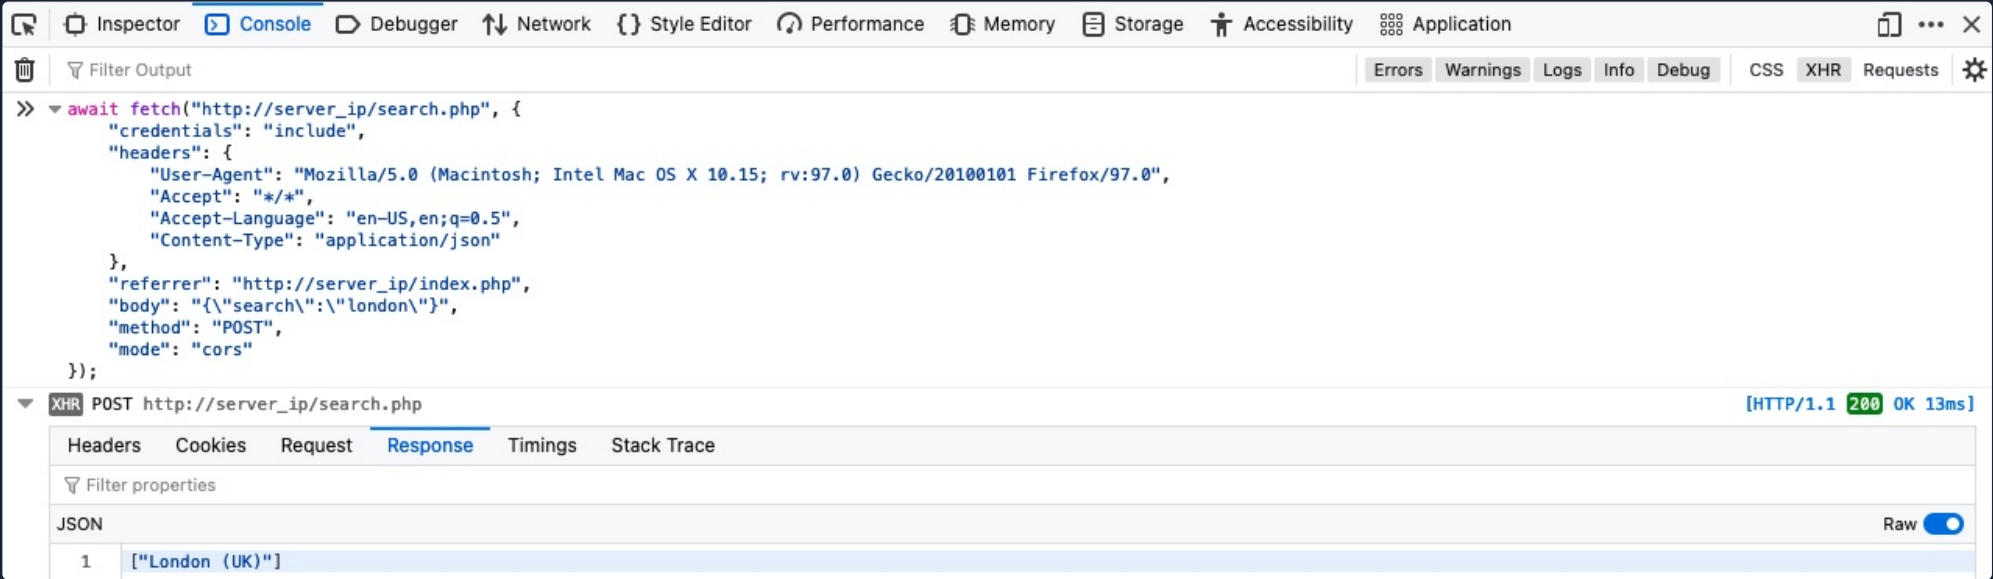 Inspector Console Debugger Network {} Style Editor Performance Memory Storage Accessibility Application
Filter Output Errors Warnings Logs Info Debug CSS XHR Requests
await fetch("http://server_ip/search.php", {
"credentials": "include",
"headers": {
"User-Agent": "Mozilla/5.0 (Macintosh; Intel Mac OS X 10.15; rv:97.0) Gecko/20100101 Firefox/97.0",
"Accept": "*/*",
"Accept-Language": "en-US,en;q=0.5",
"Content-Type": "application/json"
},
"referrer": "http://server_ip/index.php",
"body": "{\"search\":\"london\"}",
"method": "POST",
"mode": "cors"
});
XHR POST http://server_ip/search.php [HTTP/1.1 200 OK 13ms]
Headers Cookies Request Response Timings Stack Trace
Filter properties
JSON Raw
1 ["London (UK)"]